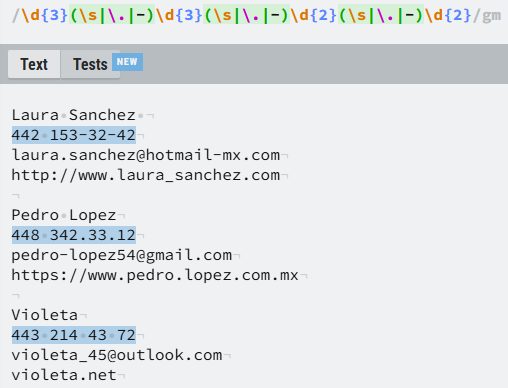 /\d{3}(\s|\.|-)\d{3}(\s|\.|-)\d{2}(\s|\.|-)\d{2}/gm
Text Tests NEW
Laura Sanchez
442 153-32-42
laura.sanchez@hotmail-mx.com
http://www.laura_sanchez.com
Pedro Lopez
448 342.33.12
pedro-lopez54@gmail.com
https://www.pedro.lopez.com.mx
Violeta
443 214 43 72
violeta_45@outlook.com
violeta.net